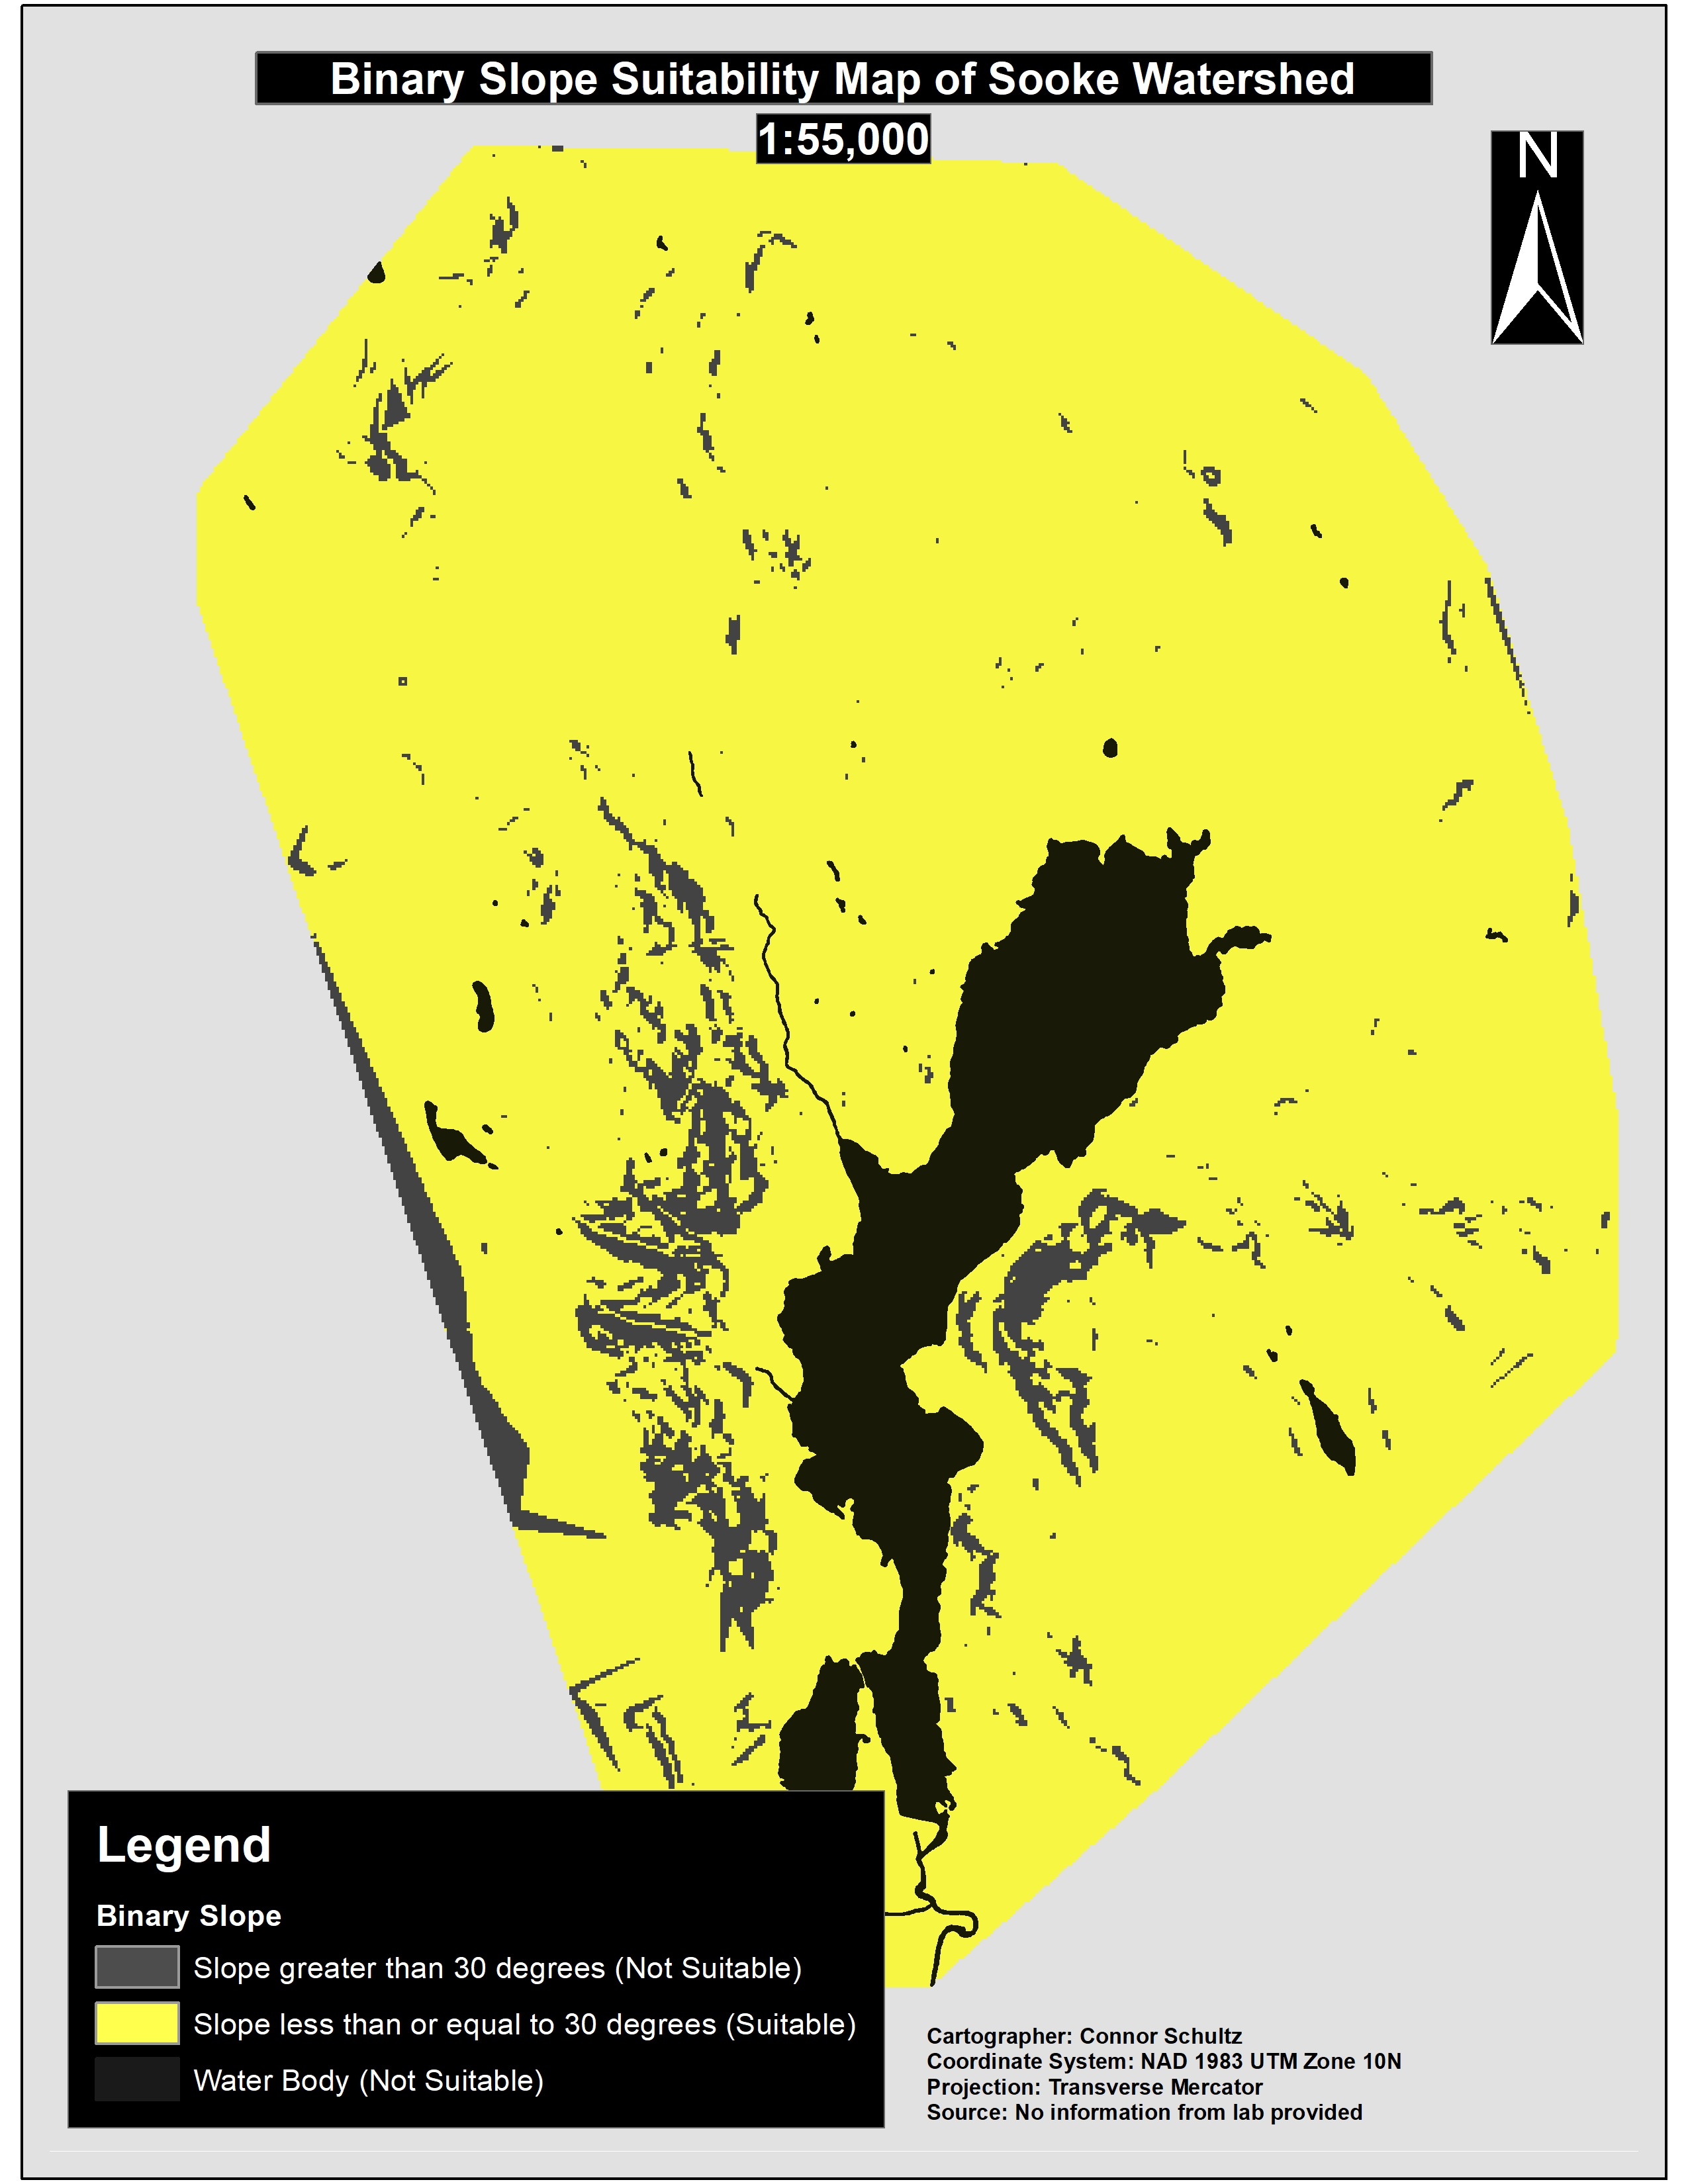 Binary Slope Suitability Map of Sooke Watershed
1:55,000
N
Legend
Binary Slope
Slope greater than 30 degrees (Not Suitable)
Slope less than or equal to 30 degrees (Suitable)
Water Body (Not Suitable)
Cartographer: Connor Schultz
Coordinate System: NAD 1983 UTM Zone 10N
Projection: Transverse Mercator
Source: No information from lab provided